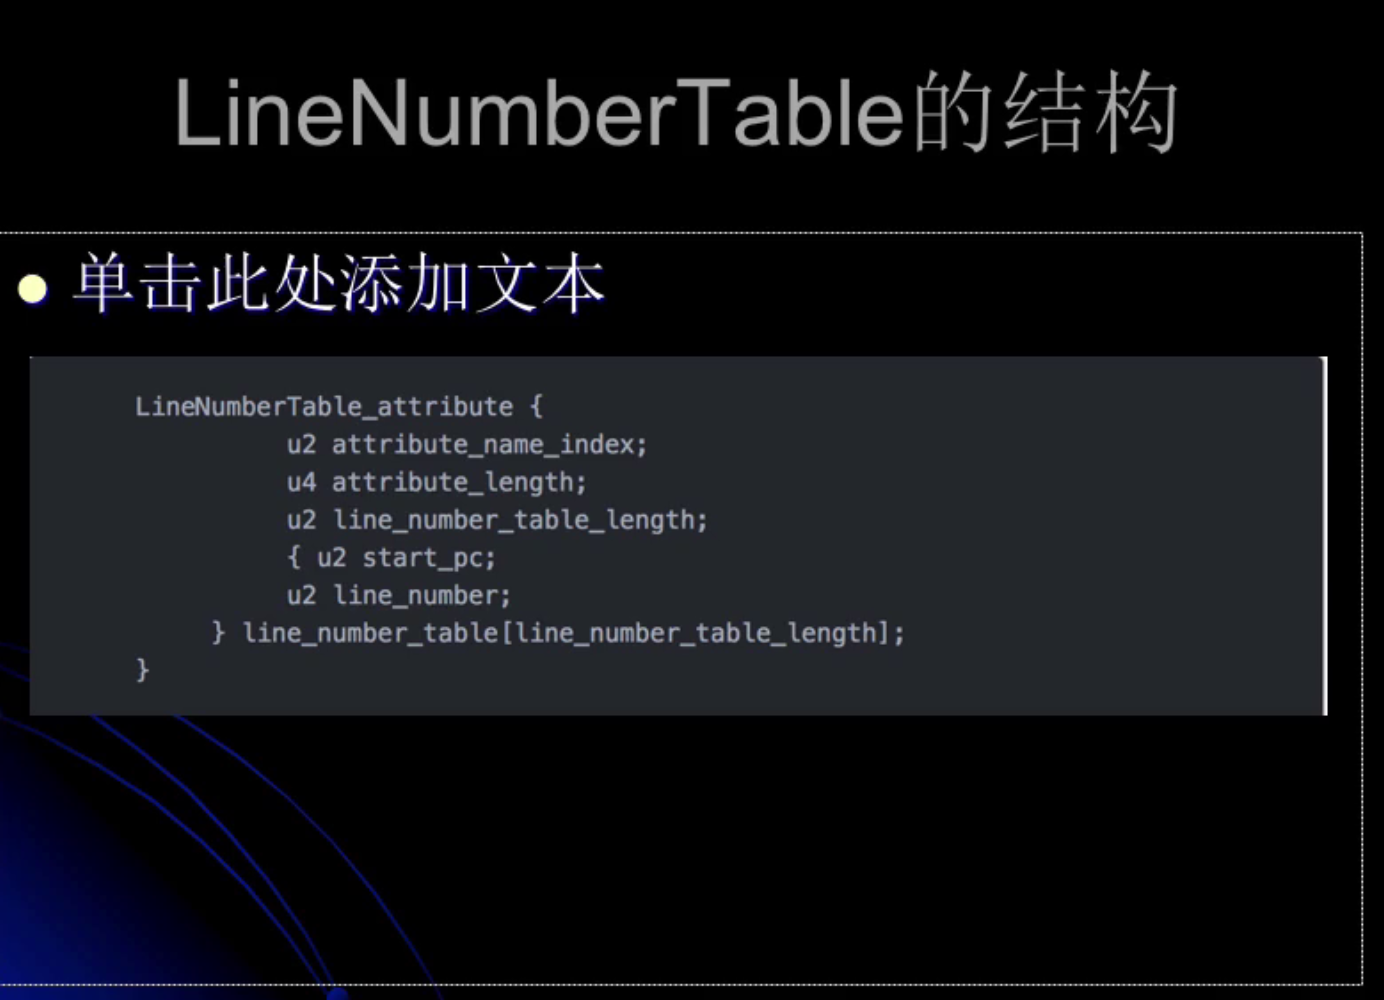 LineNumberTable的结构
单击此处添加文本
LineNumberTable_attribute {
u2 attribute_name_index;
u4 attribute_length;
u2 line_number_table_length;
{ u2 start_pc;
u2 line_number;
} line_number_table[line_number_table_length];
}